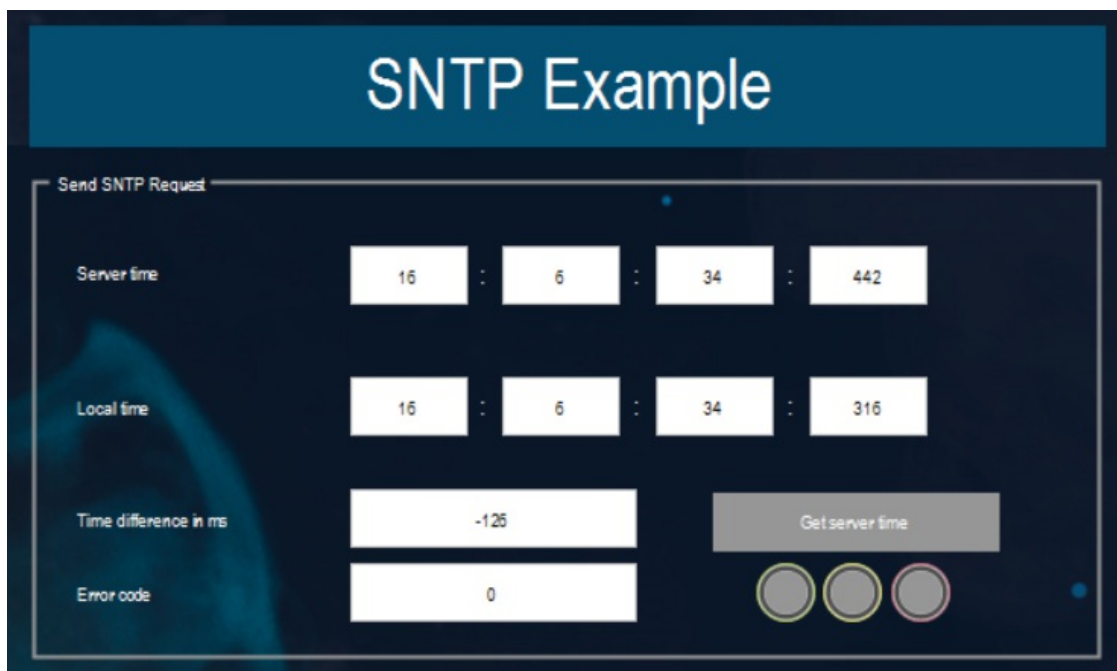 SNTP Example
Send SNTP Request
Server time 16 : 6 : 34 : 442
Local time 16 : 6 : 34 : 316
Time difference in ms -126 Get server time
Error code 0